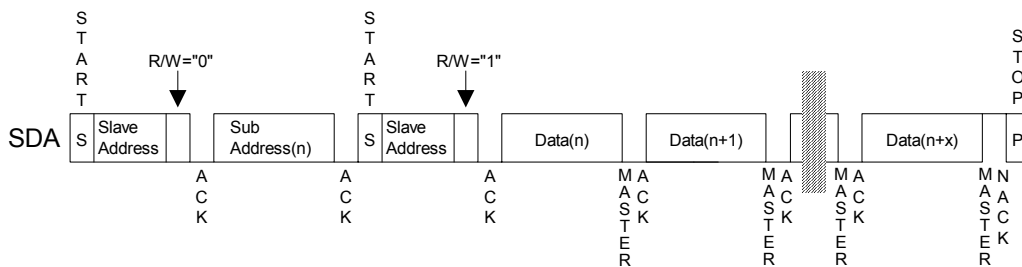 START
START
STOP
R/W="0"
R/W="1"
SDA
S
Slave Address
Sub Address(n)
S
Slave Address
Data(n)
Data(n+1)
Data(n+x)
P
ACK
ACK
ACK
MASTER ACK
MASTER ACK
MASTER ACK
MASTER NACK